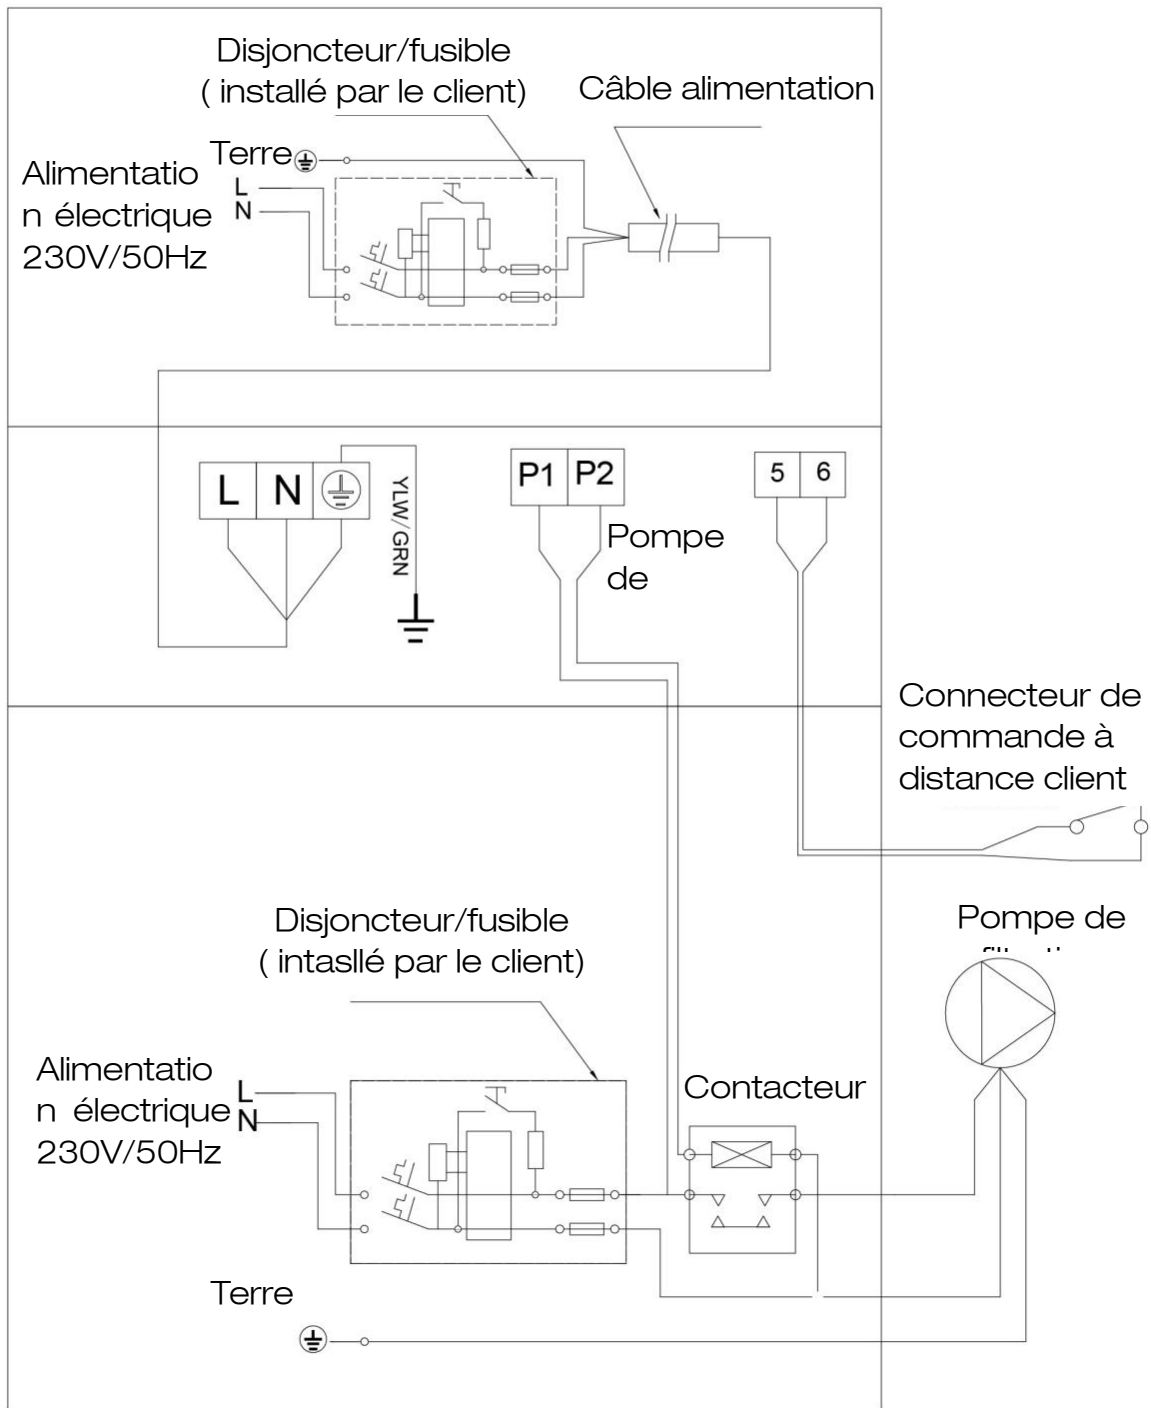 Disjoncteur/fusible
( installé par le client)
Câble alimentation
Terre
Alimentatio
n électrique
230V/50Hz
L
N
L N
YLW/GRN
P1 P2
Pompe
de
5 6
Connecteur de
commande à
distance client
Pompe de
Disjoncteur/fusible
( intasllé par le client)
Alimentatio
n électrique
230V/50Hz
L
N
Contacteur
Terre